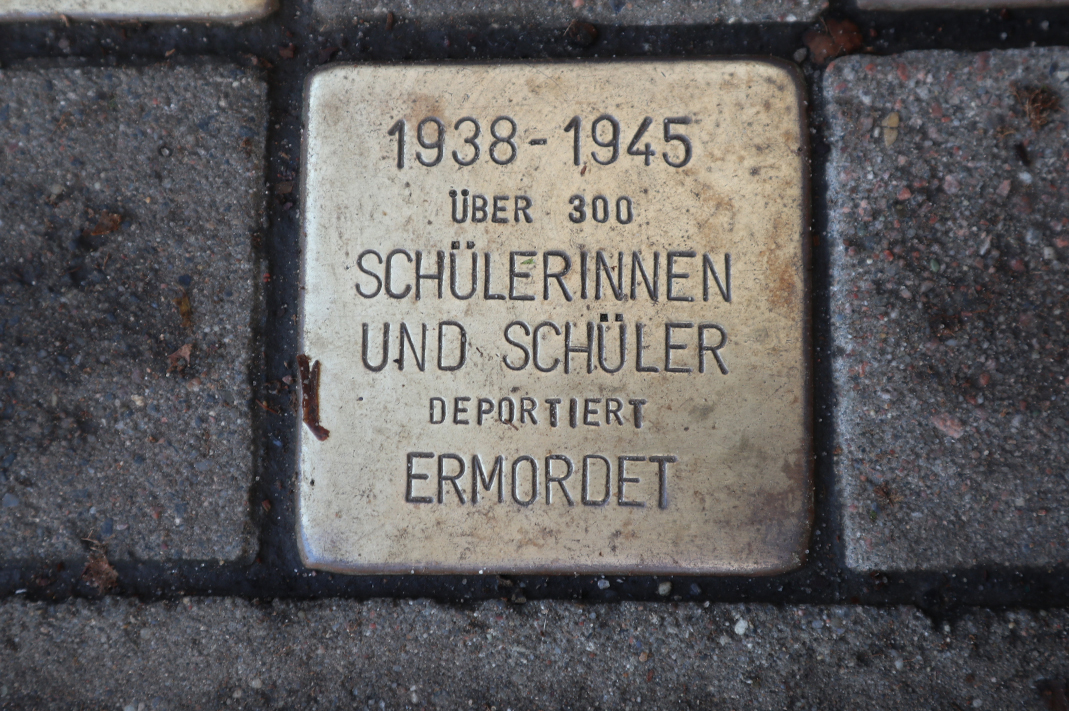 1938-1945
ÜBER 300
SCHÜLERINNEN
UND SCHÜLER
DEPORTIERT
ERMORDET